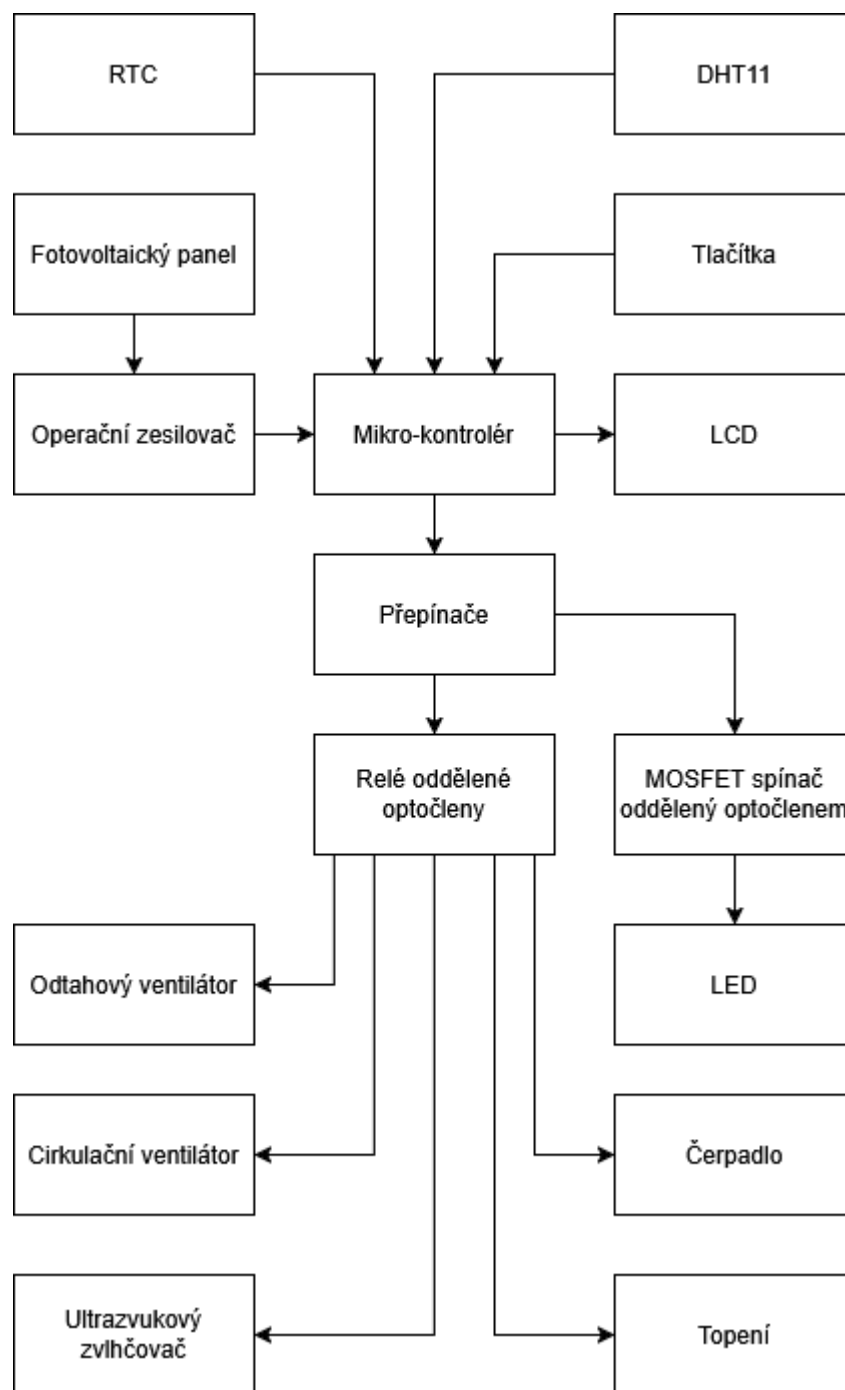 RTC
DHT11
Fotovoltaický panel
Tlačítka
Operační zesilovač
Mikro-kontrolér
LCD
Přepínače
Relé oddělené
optočleny
MOSFET spínač
oddělený optočlenem
Odtahový ventilátor
LED
Cirkulační ventilátor
Čerpadlo
Ultrazvukový
zvlhčovač
Topení